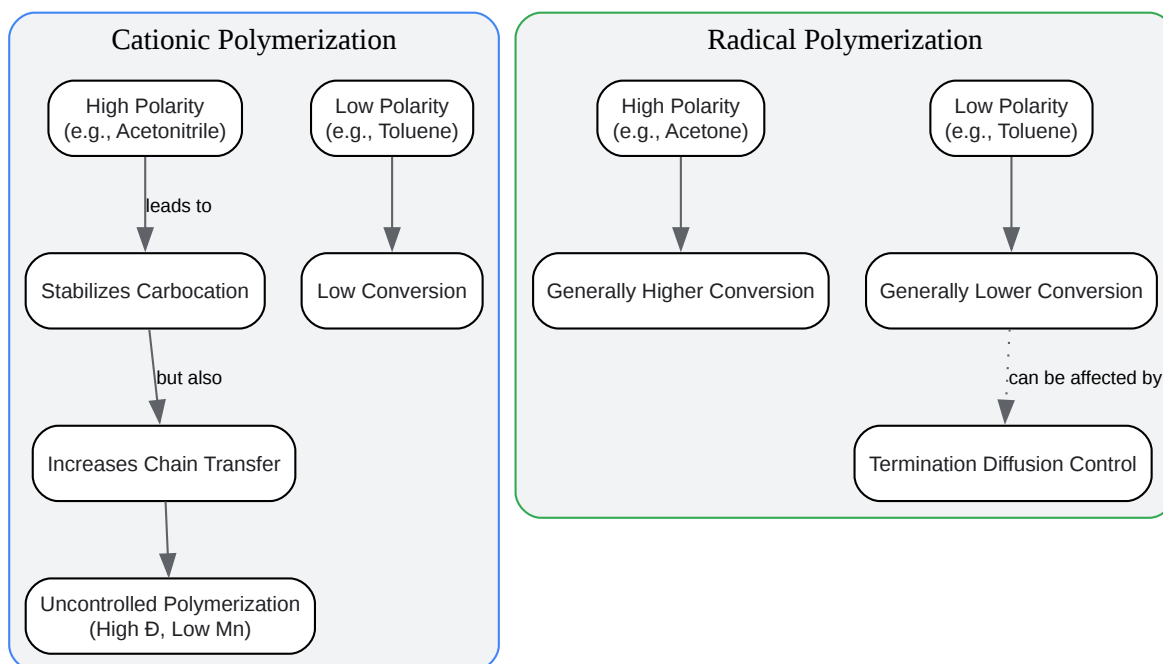 Cationic Polymerization
High Polarity
(e.g., Acetonitrile)
Low Polarity
(e.g., Toluene)
leads to
Stabilizes Carbocation
Low Conversion
but also
Increases Chain Transfer
Uncontrolled Polymerization
(High Đ, Low Mn)
Radical Polymerization
High Polarity
(e.g., Acetone)
Low Polarity
(e.g., Toluene)
Generally Higher Conversion
Generally Lower Conversion
can be affected by
Termination Diffusion Control